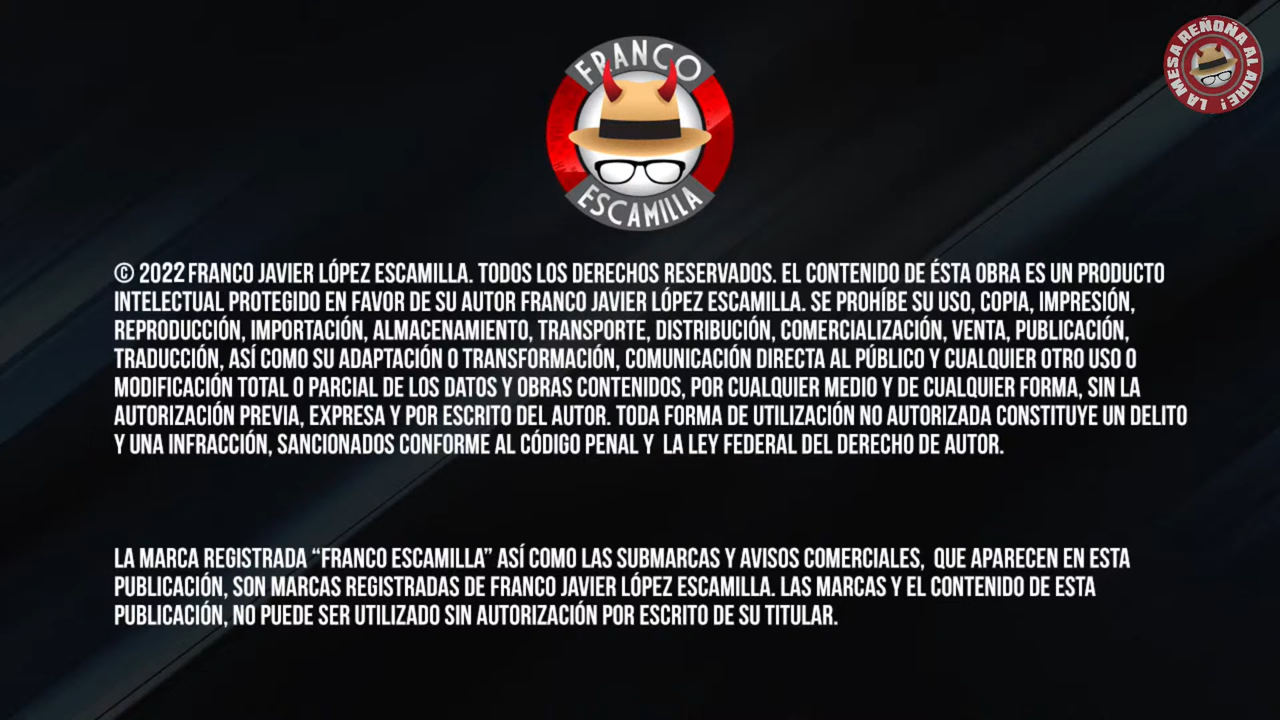 FRANCO
ESCAMILLA
LA MESA REÑOÑA AL AIRE!
© 2022 FRANCO JAVIER LÓPEZ ESCAMILLA. TODOS LOS DERECHOS RESERVADOS. EL CONTENIDO DE ÉSTA OBRA ES UN PRODUCTO
INTELECTUAL PROTEGIDO EN FAVOR DE SU AUTOR FRANCO JAVIER LÓPEZ ESCAMILLA. SE PROHÍBE SU USO, COPIA, IMPRESIÓN,
REPRODUCCIÓN, IMPORTACIÓN, ALMACENAMIENTO, TRANSPORTE, DISTRIBUCIÓN, COMERCIALIZACIÓN, VENTA, PUBLICACIÓN,
TRADUCCIÓN, ASÍ COMO SU ADAPTACIÓN O TRANSFORMACIÓN, COMUNICACIÓN DIRECTA AL PÚBLICO Y CUALQUIER OTRO USO O
MODIFICACIÓN TOTAL O PARCIAL DE LOS DATOS Y OBRAS CONTENIDOS, POR CUALQUIER MEDIO Y DE CUALQUIER FORMA, SIN LA
AUTORIZACIÓN PREVIA, EXPRESA Y POR ESCRITO DEL AUTOR. TODA FORMA DE UTILIZACIÓN NO AUTORIZADA CONSTITUYE UN DELITO
Y UNA INFRACCIÓN, SANCIONADOS CONFORME AL CÓDIGO PENAL Y LA LEY FEDERAL DEL DERECHO DE AUTOR.
LA MARCA REGISTRADA “FRANCO ESCAMILLA” ASÍ COMO LAS SUBMARCAS Y AVISOS COMERCIALES, QUE APARECEN EN ESTA
PUBLICACIÓN, SON MARCAS REGISTRADAS DE FRANCO JAVIER LÓPEZ ESCAMILLA. LAS MARCAS Y EL CONTENIDO DE ESTA
PUBLICACIÓN, NO PUEDE SER UTILIZADO SIN AUTORIZACIÓN POR ESCRITO DE SU TITULAR.